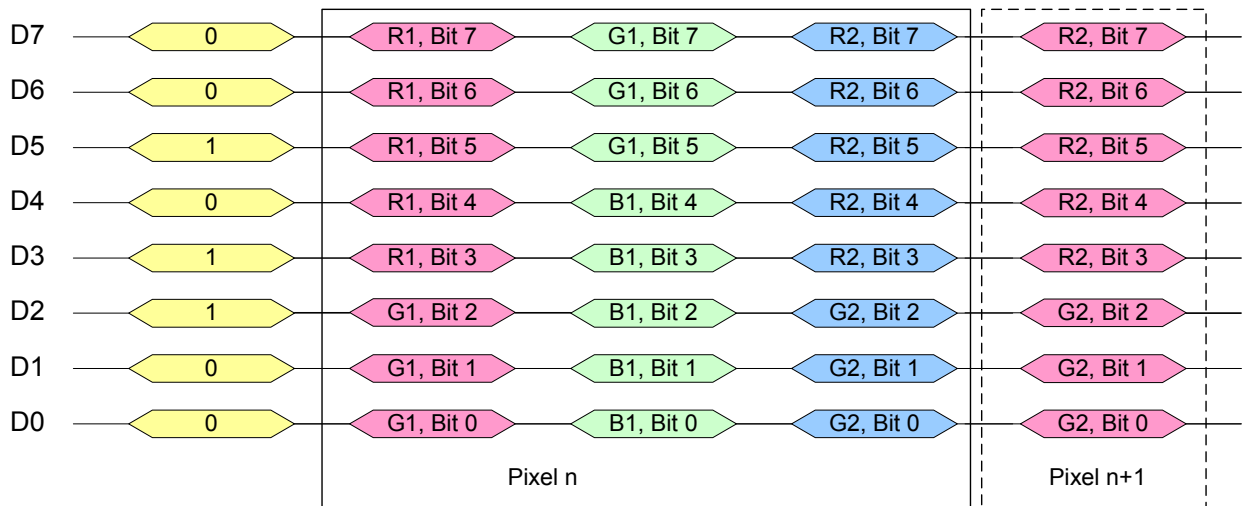 D7 0 R1, Bit 7 G1, Bit 7 R2, Bit 7 R2, Bit 7
D6 0 R1, Bit 6 G1, Bit 6 R2, Bit 6 R2, Bit 6
D5 1 R1, Bit 5 G1, Bit 5 R2, Bit 5 R2, Bit 5
D4 0 R1, Bit 4 B1, Bit 4 R2, Bit 4 R2, Bit 4
D3 1 R1, Bit 3 B1, Bit 3 R2, Bit 3 R2, Bit 3
D2 1 G1, Bit 2 B1, Bit 2 G2, Bit 2 G2, Bit 2
D1 0 G1, Bit 1 B1, Bit 1 G2, Bit 1 G2, Bit 1
D0 0 G1, Bit 0 B1, Bit 0 G2, Bit 0 G2, Bit 0
Pixel n Pixel n+1